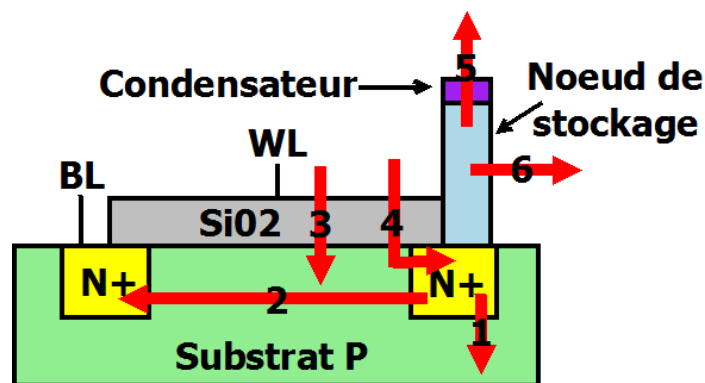 5
Condensateur
Noeud de
stockage
WL
6
BL
Si02
3
4
N+
2
N+
1
Substrat P